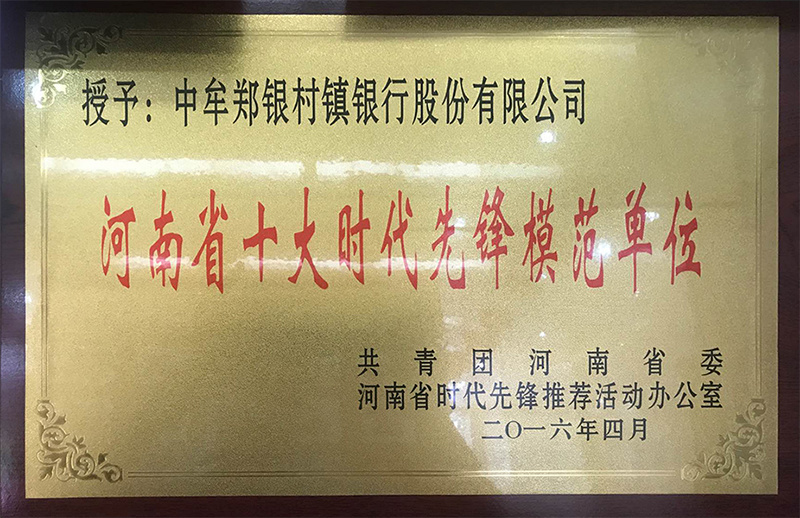 授予：中牟郑银村镇银行股份有限公司
河南省十大时代先锋模范单位
共青团河南省委
河南省时代先锋推荐活动办公室
二O一六年四月